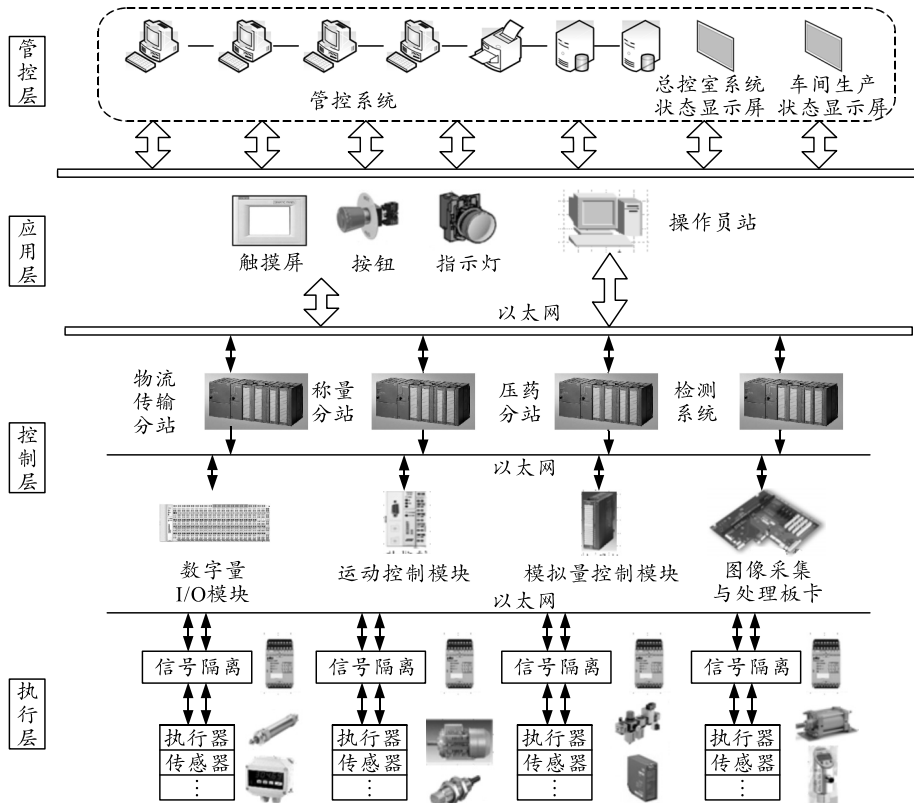 管控层
管控系统
总控室系统
状态显示屏
车间生产
状态显示屏
应用层
触摸屏
按钮
指示灯
操作员站
以太网
控制层
物流
传输
分站
称量
分站
压药
分站
检测
系统
以太网
数字量
I/O模块
运动控制模块
模拟量控制模块
图像采集
与处理板卡
以太网
执行层
信号隔离
信号隔离
信号隔离
信号隔离
执行器
传感器
⋮
执行器
传感器
⋮
执行器
传感器
⋮
执行器
传感器
⋮